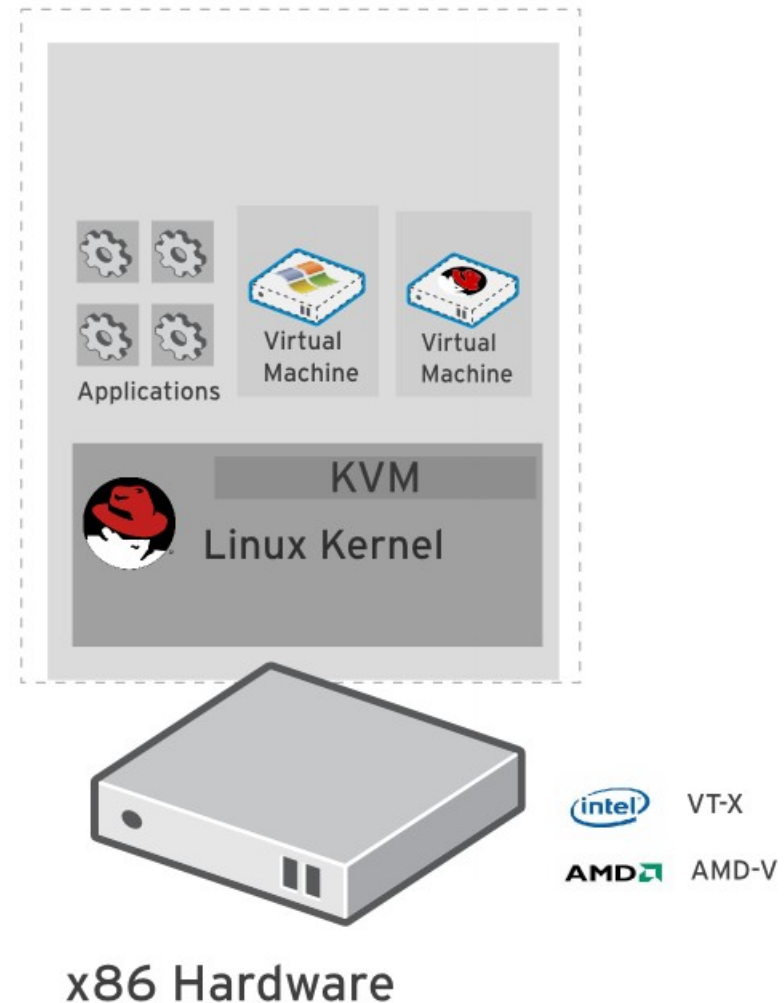 Applications
Virtual
Machine
Virtual
Machine
KVM
Linux Kernel
intel
VT-X
AMD
AMD-V
x86 Hardware